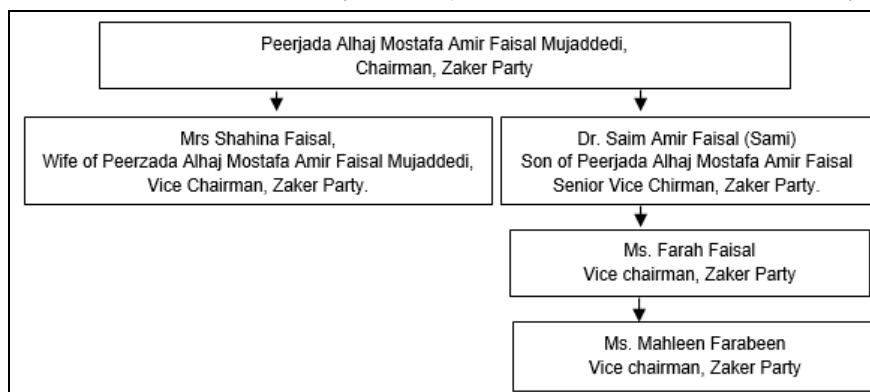 Peerjada Alhaj Mostafa Amir Faisal Mujaddedi,
Chairman, Zaker Party
Mrs Shahina Faisal,
Wife of Peerzada Alhaj Mostafa Amir Faisal Mujaddedi,
Vice Chairman, Zaker Party.
Dr. Saim Amir Faisal (Sami)
Son of Peerjada Alhaj Mostafa Amir Faisal
Senior Vice Chirman, Zaker Party.
Ms. Farah Faisal
Vice chairman, Zaker Party
Ms. Mahleen Farabeen
Vice chairman, Zaker Party